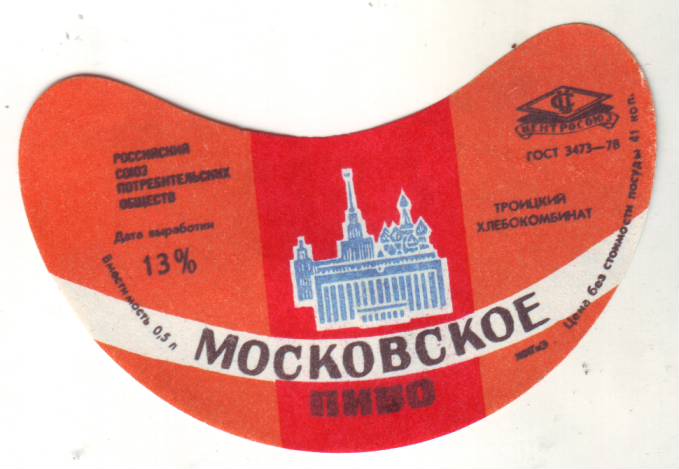 РОССИЙСКИЙ
СОЮЗ
ПОТРЕБИТЕЛЬСКИХ
ОБЩЕСТВ
Дата выработки
13%
Вместимость 0,5 л
ЦЕНТРОСОЮЗ
ГОСТ 3473—78
ТРОИЦКИЙ
ХЛЕБОКОМБИНАТ
Цена без стоимости посуды 41 коп.
МОСКОВСКОЕ
ПИВО